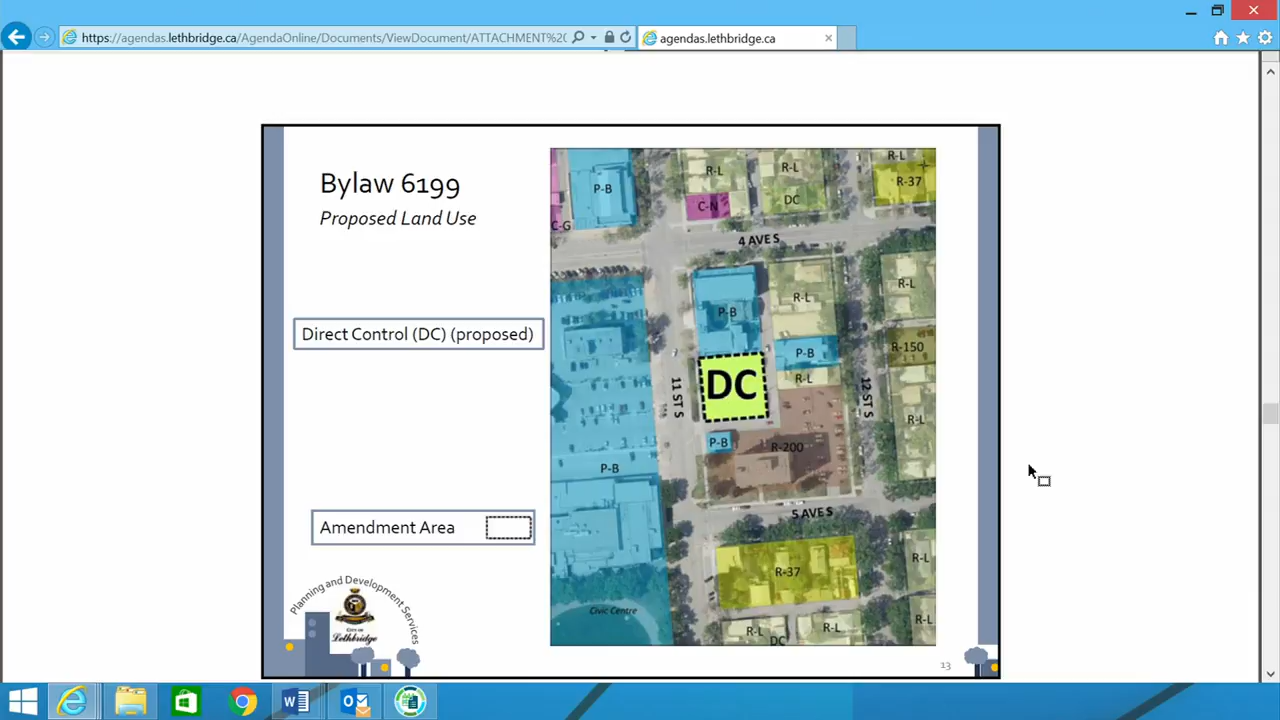 https://agendas.lethbridge.ca/AgendaOnline/Documents/ViewDocument/ATTACHMENT%20
agendas.lethbridge.ca
Bylaw 6199
Proposed Land Use
Direct Control (DC) (proposed)
Amendment Area
Planning and Development Services
CITY OF
Lethbridge
P-B
R-L
R-L
R-L
R-37
C-N
DC
C-G
4 AVE S
R-L
R-L
P-B
P-B
R-150
R-L
DC
11 ST S
12 ST S
R-L
P-B
R-200
P-B
5 AVE S
R-L
R-37
Civic Centre
R-L
R-L
R-L
DC
13